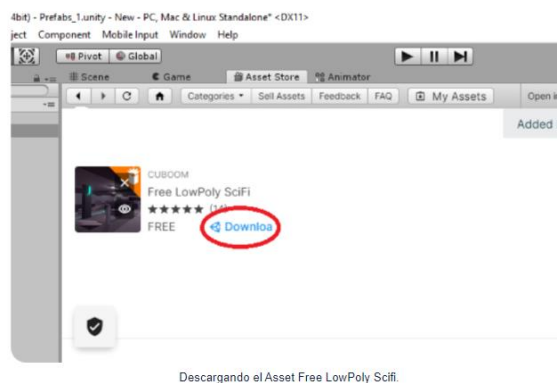 4bit) - Prefabs_1.unity - New - PC, Mac & Linux Standalone* <DX11>
ject Component Mobile Input Window Help
Pivot Global
Scene Game Asset Store Animator
Categories Sell Assets Feedback FAQ My Assets Open i
Added
CUBOOM
Free LowPoly SciFi
(14)
FREE Downloa
Descargando el Asset Free LowPoly Scifi.